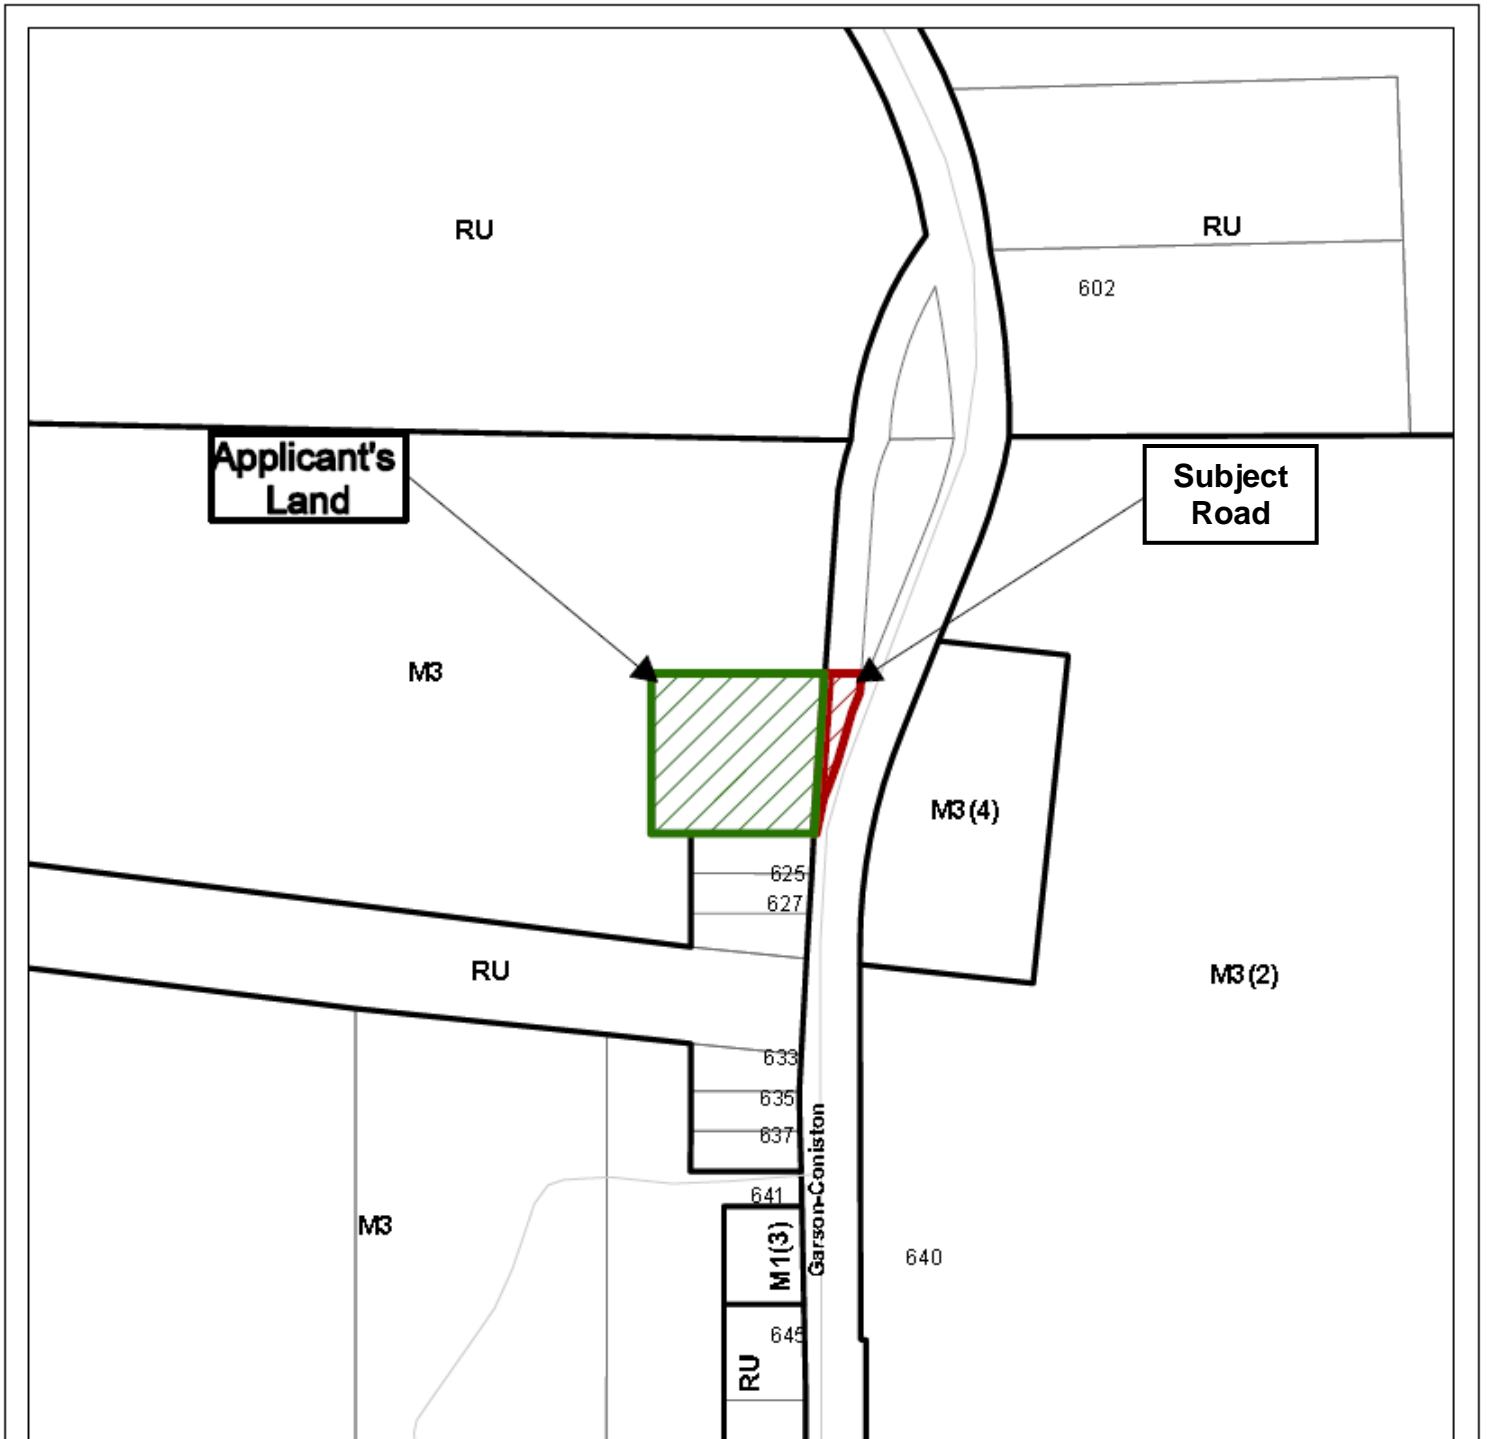 RU
RU
602
Applicant's
Land
Subject
Road
M3
M3(4)
625
627
RU
M3(2)
633
635
637
Garson-Coniston
641
M3
M1(3)
640
645
RU